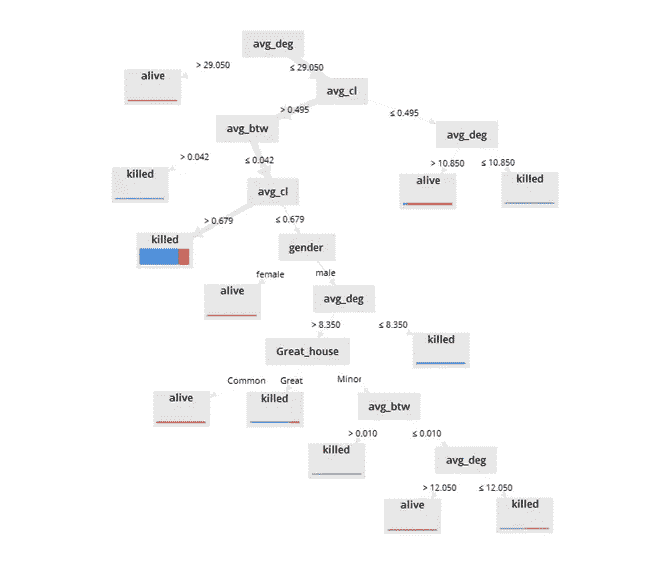 avg_deg
> 29.050
≤ 29.050
alive
avg_cl
> 0.495
≤ 0.495
avg_btw
avg_deg
> 0.042
≤ 0.042
> 10.850
≤ 10.850
killed
avg_cl
alive
killed
> 0.679
≤ 0.679
killed
gender
female
male
alive
avg_deg
> 8.350
≤ 8.350
Great_house
killed
Common
Great
Minor
alive
killed
avg_btw
> 0.010
≤ 0.010
killed
avg_deg
> 12.050
≤ 12.050
alive
killed